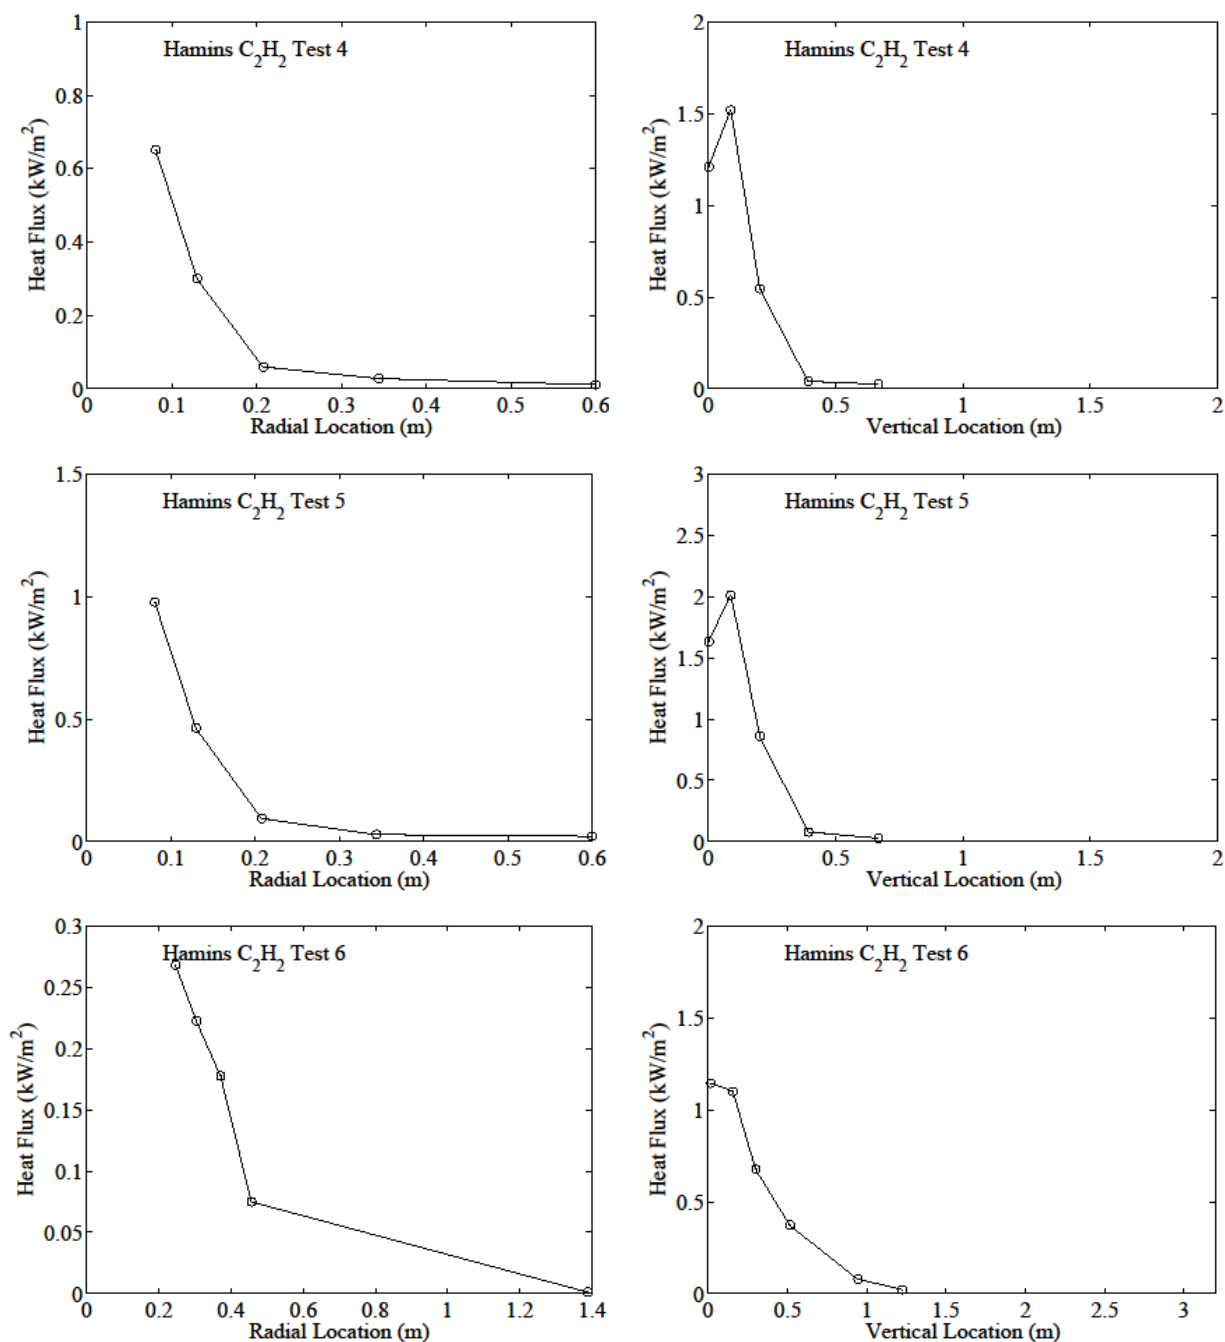 Hamins C₂H₂ Test 4
Heat Flux (kW/m²)
1
0.8
0.6
0.4
0.2
0
0 0.1 0.2 0.3 0.4 0.5 0.6
Radial Location (m)
Hamins C₂H₂ Test 4
Heat Flux (kW/m²)
2
1.5
1
0.5
0
0 0.5 1 1.5 2
Vertical Location (m)
Hamins C₂H₂ Test 5
Heat Flux (kW/m²)
1.5
1
0.5
0
0 0.1 0.2 0.3 0.4 0.5 0.6
Radial Location (m)
Hamins C₂H₂ Test 5
Heat Flux (kW/m²)
3
2.5
2
1.5
1
0.5
0
0 0.5 1 1.5 2
Vertical Location (m)
Hamins C₂H₂ Test 6
Heat Flux (kW/m²)
0.3
0.25
0.2
0.15
0.1
0.05
0
0 0.2 0.4 0.6 0.8 1 1.2 1.4
Radial Location (m)
Hamins C₂H₂ Test 6
Heat Flux (kW/m²)
2
1.5
1
0.5
0
0 0.5 1 1.5 2 2.5 3
Vertical Location (m)